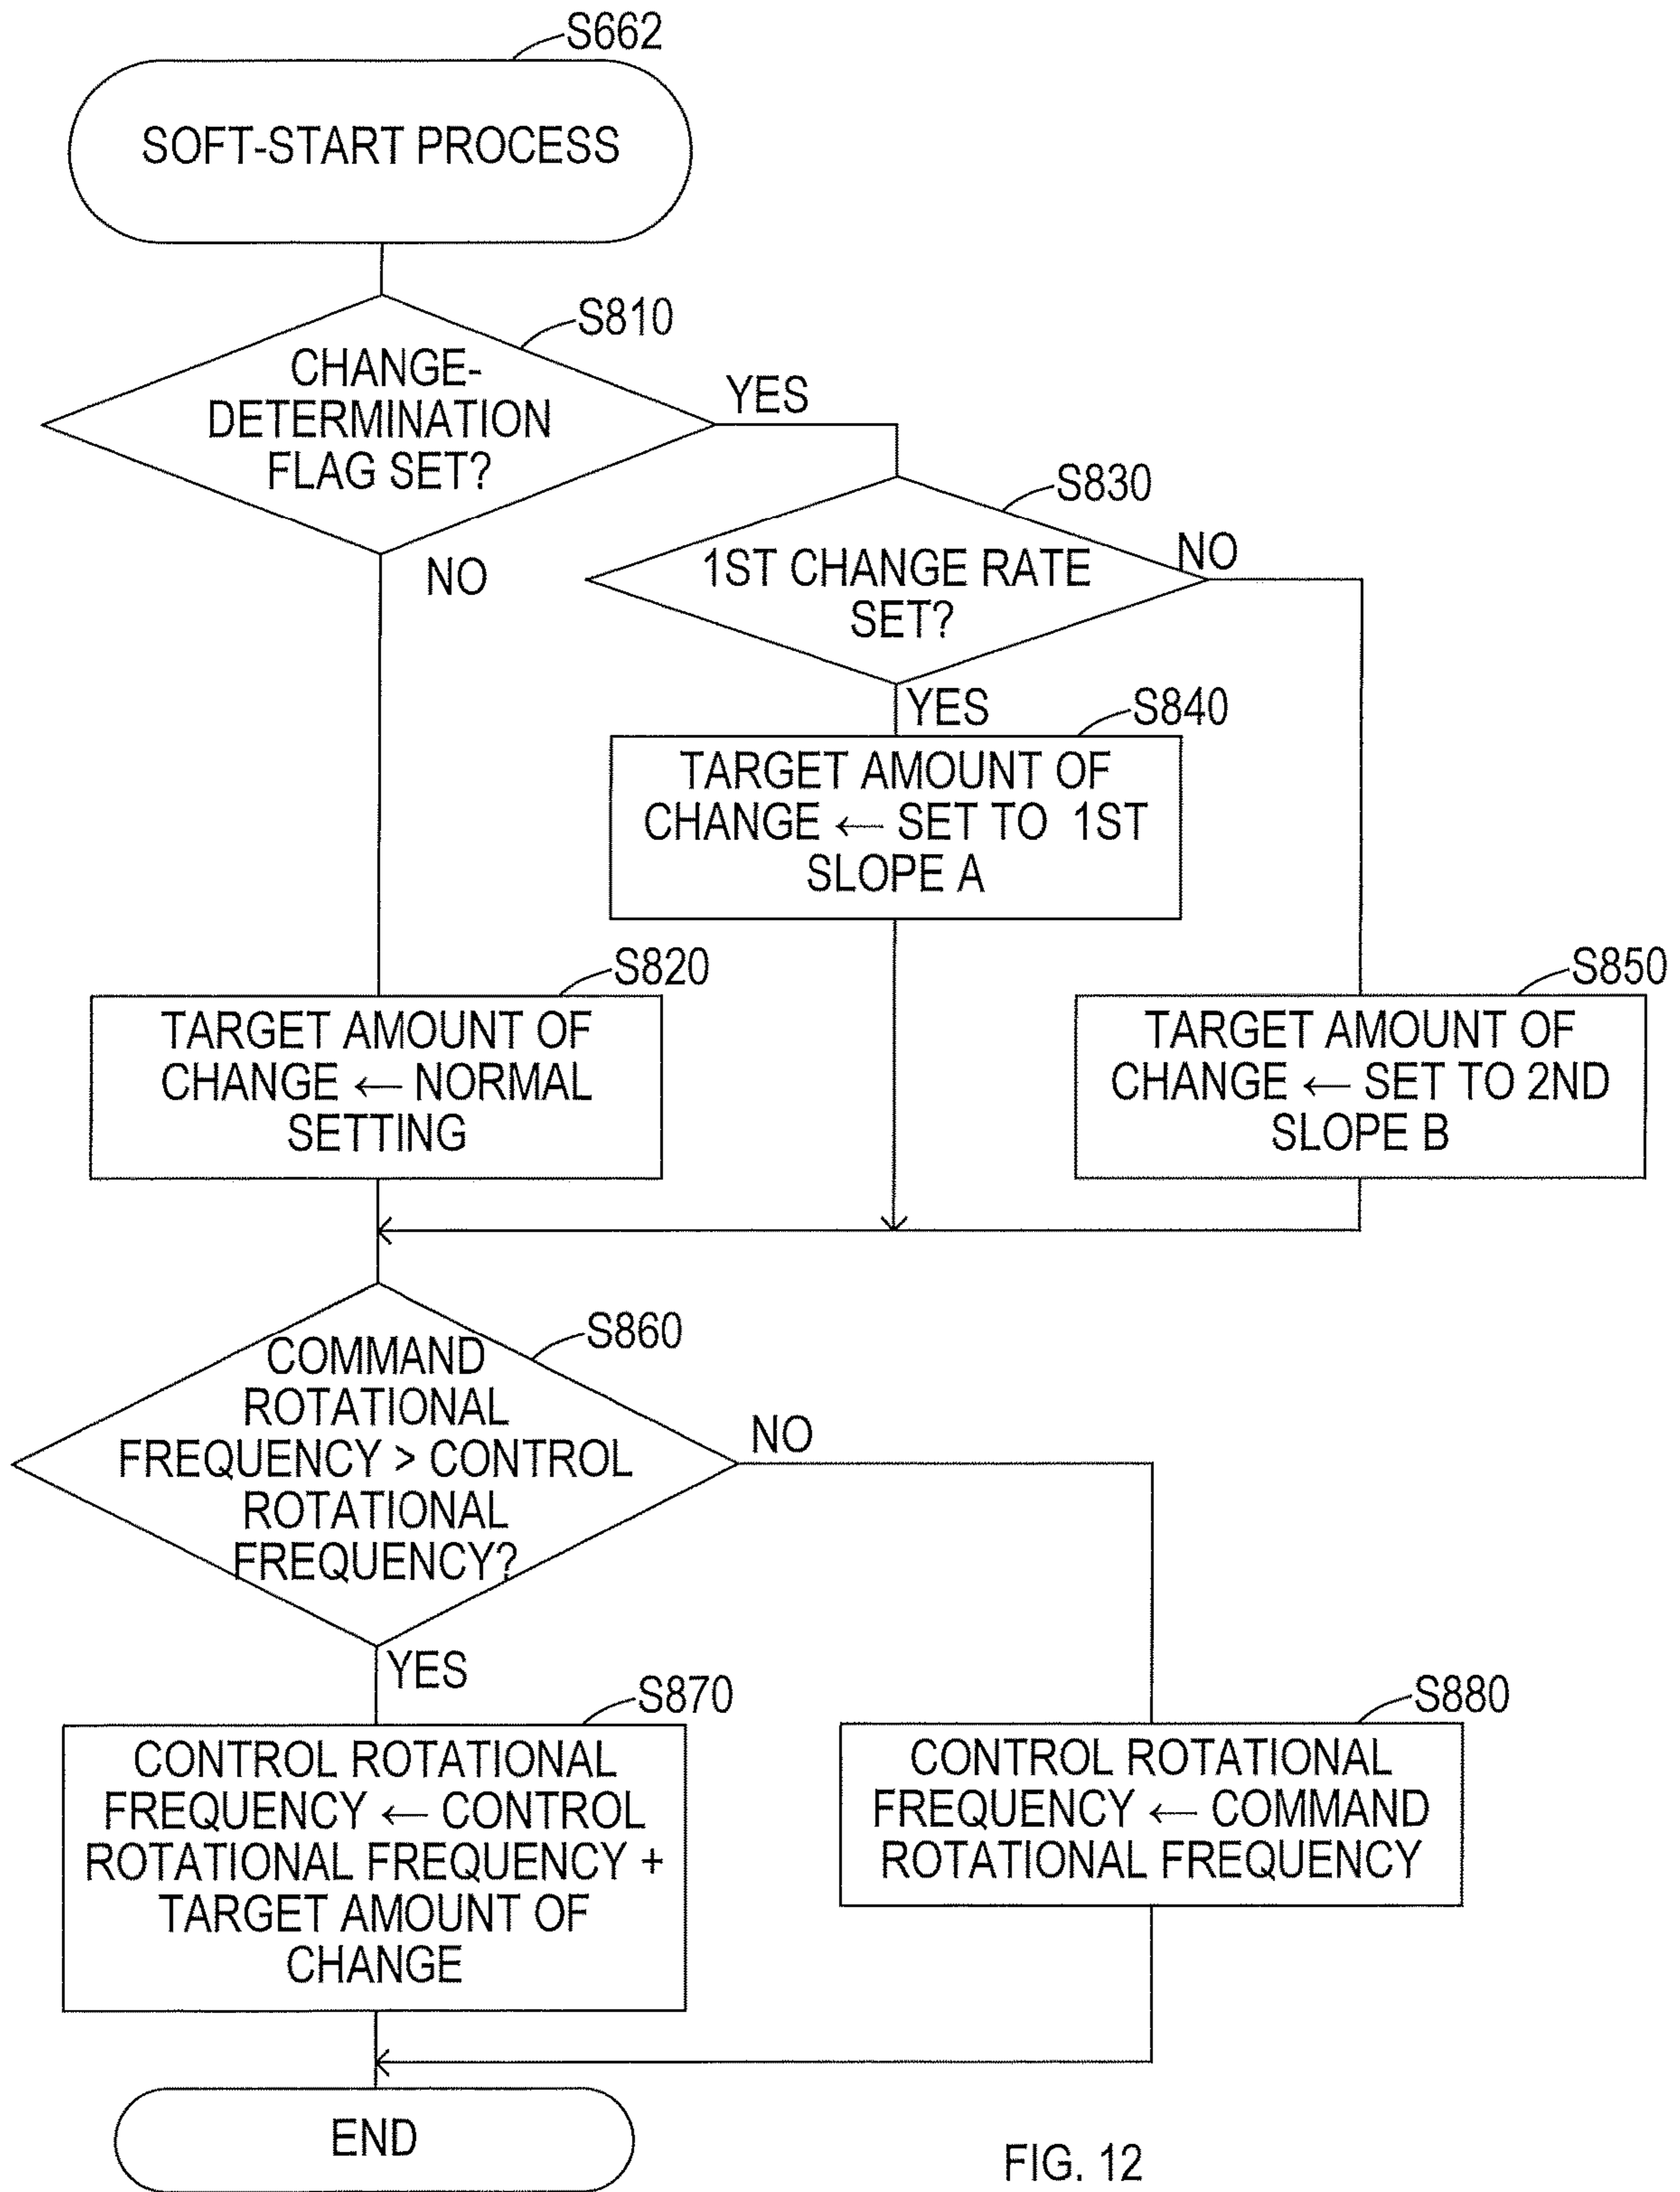 S662
SOFT-START PROCESS
S810
CHANGE-
DETERMINATION
FLAG SET?
YES
NO
S830
1ST CHANGE RATE
SET?
NO
YES
S840
TARGET AMOUNT OF
CHANGE ← SET TO 1ST
SLOPE A
S820
TARGET AMOUNT OF
CHANGE ← NORMAL
SETTING
S850
TARGET AMOUNT OF
CHANGE ← SET TO 2ND
SLOPE B
S860
COMMAND
ROTATIONAL
FREQUENCY > CONTROL
ROTATIONAL
FREQUENCY?
NO
YES
S870
CONTROL ROTATIONAL
FREQUENCY ← CONTROL
ROTATIONAL FREQUENCY +
TARGET AMOUNT OF
CHANGE
S880
CONTROL ROTATIONAL
FREQUENCY ← COMMAND
ROTATIONAL FREQUENCY
END
FIG. 12